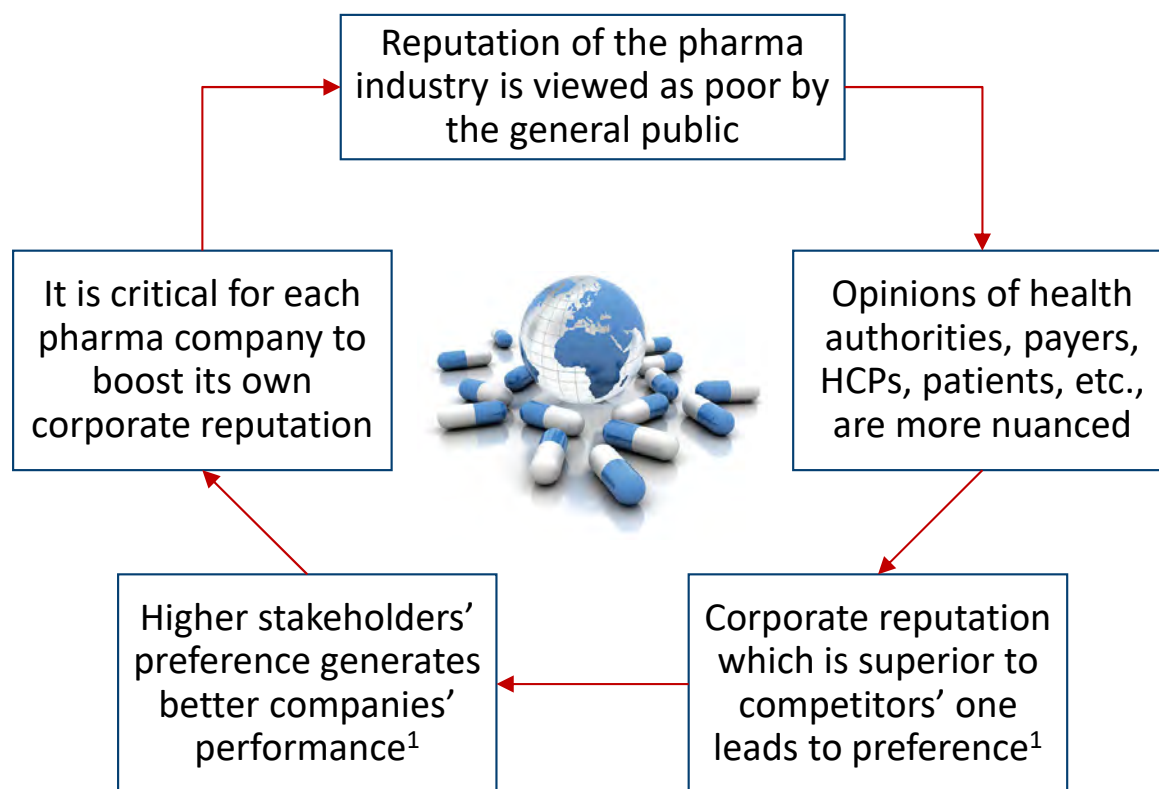 Reputation of the pharma
industry is viewed as poor by
the general public
Opinions of health
authorities, payers,
HCPs, patients, etc.,
are more nuanced
Corporate reputation
which is superior to
competitors’ one
leads to preference¹
Higher stakeholders’
preference generates
better companies’
performance¹
It is critical for each
pharma company to
boost its own
corporate reputation